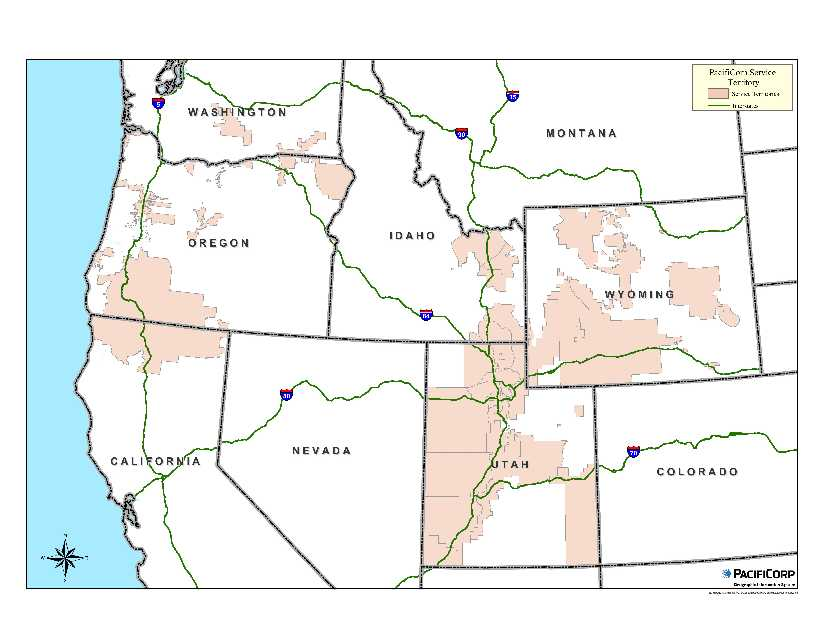 PacifiCorp Service
Territory
Service Territories
Interstates
5
WASHINGTON
15
90
MONTANA
OREGON
IDAHO
WYOMING
84
80
NEVADA
CALIFORNIA
UTAH
70
COLORADO
PACIFICORP